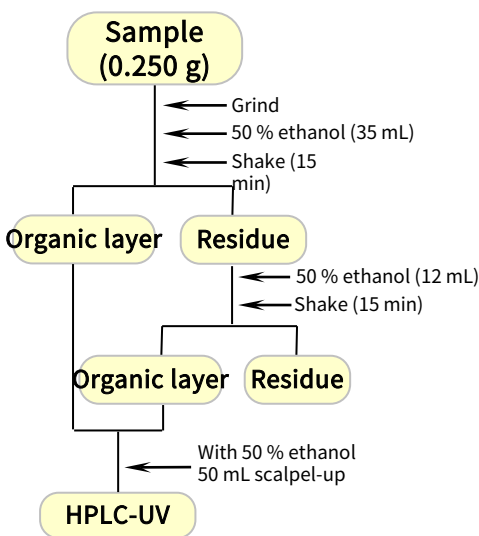 Sample
(0.250 g)
Grind
50 % ethanol (35 mL)
Shake (15
min)
Organic layer
Residue
50 % ethanol (12 mL)
Shake (15 min)
Organic layer
Residue
With 50 % ethanol
50 mL scalpel-up
HPLC-UV